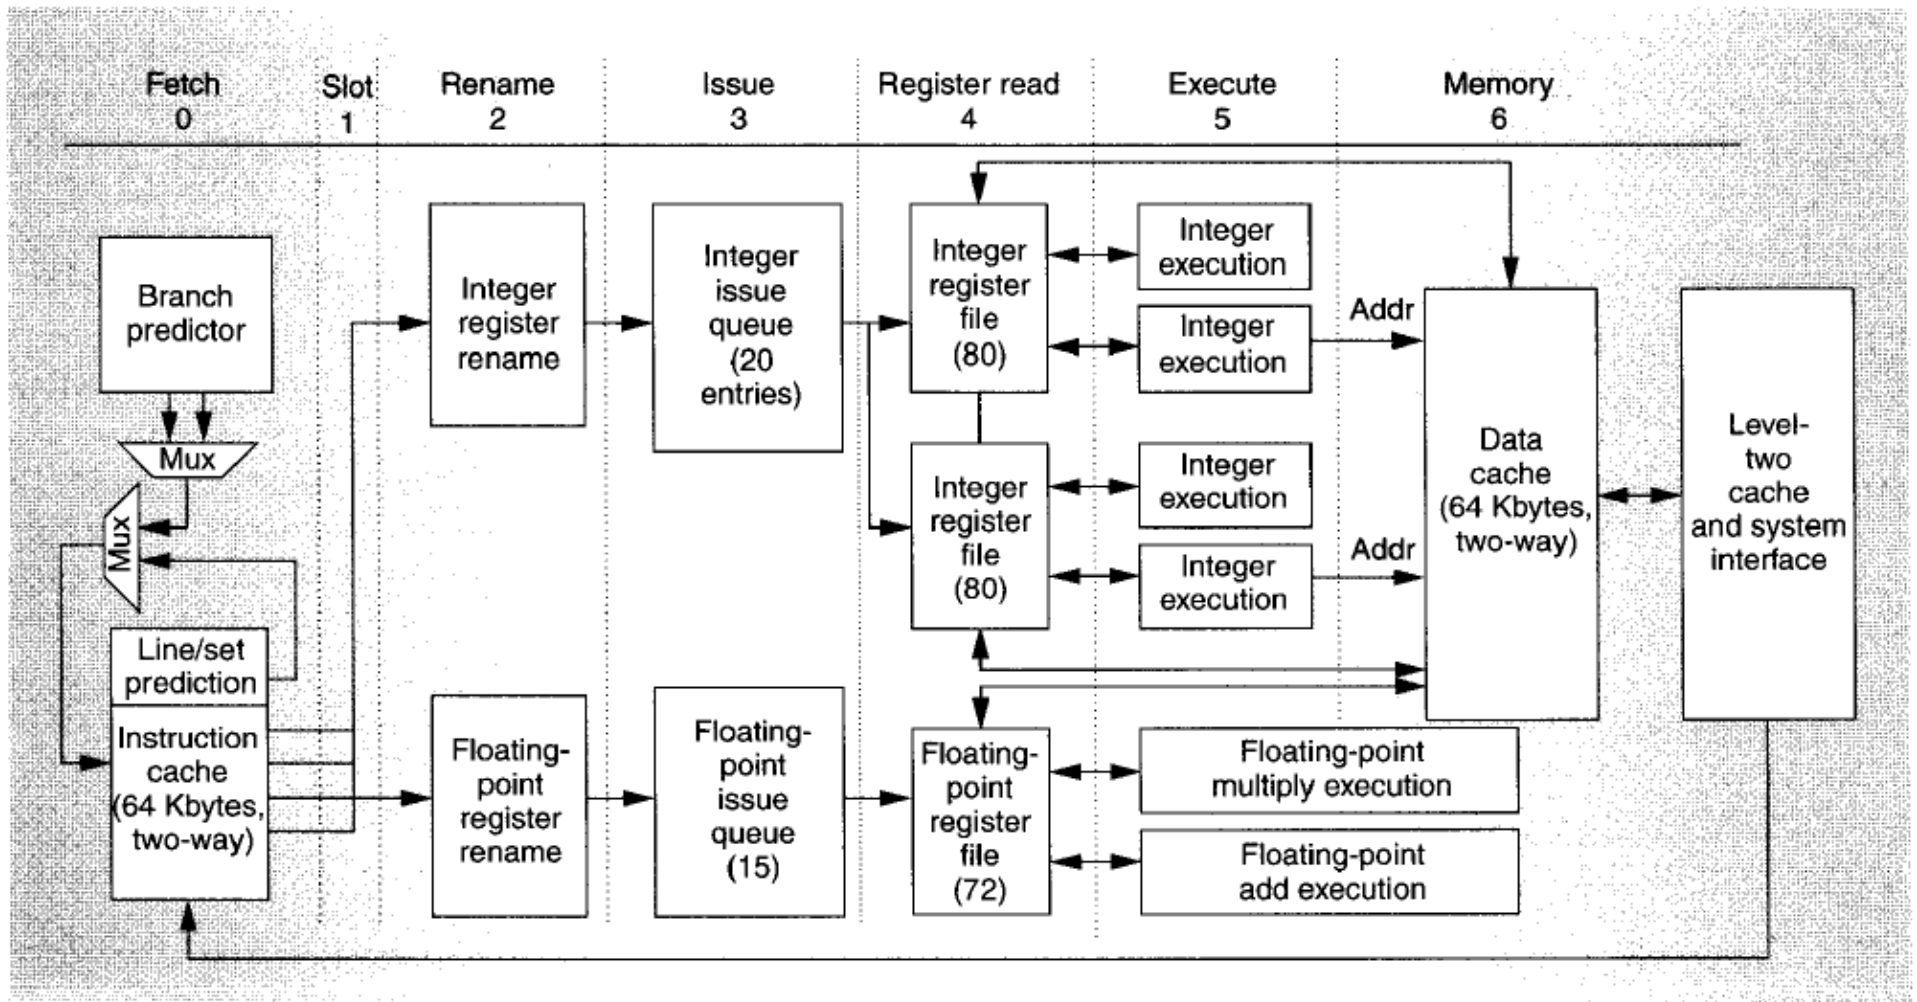 Fetch
0
Slot
1
Rename
2
Issue
3
Register read
4
Execute
5
Memory
6
Branch
predictor
Mux
Mux
Line/set
prediction
Instruction
cache
(64 Kbytes,
two-way)
Integer
register
rename
Floating-
point
register
rename
Integer
issue
queue
(20
entries)
Floating-
point
issue
queue
(15)
Integer
register
file
(80)
Integer
register
file
(80)
Floating-
point
register
file
(72)
Integer
execution
Integer
execution
Integer
execution
Integer
execution
Floating-point
multiply execution
Floating-point
add execution
Addr
Addr
Data
cache
(64 Kbytes,
two-way)
Level-
two
cache
and system
interface